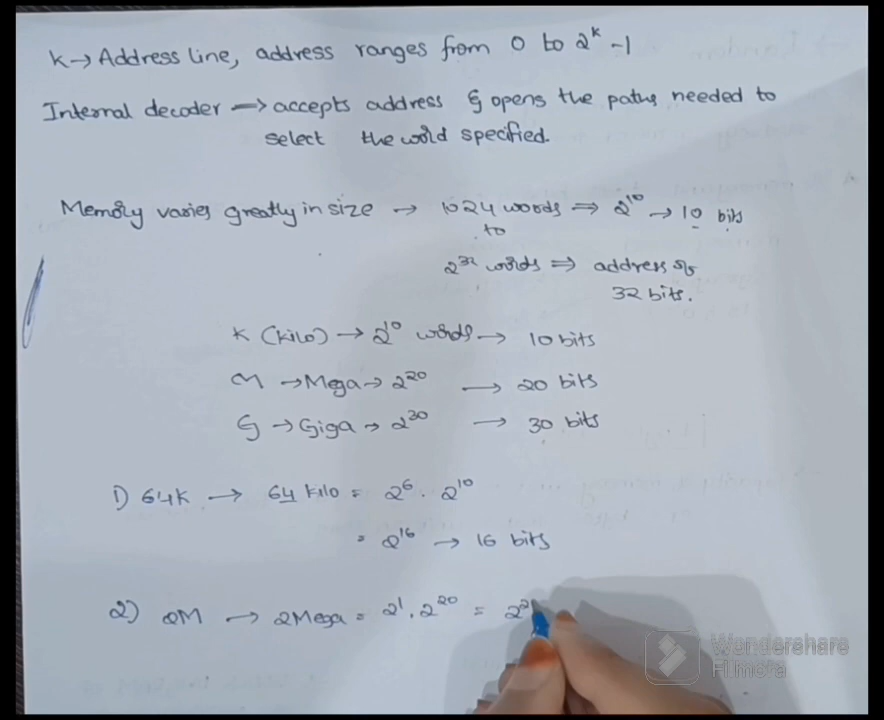 k → Address line, address ranges from 0 to 2^k - 1
Internal decoder → accepts address & opens the paths needed to
select the word specified.
Memory varies greatly in size → 1024 words ⇒ 2^10 → 10 bits
to
2^32 words ⇒ address of
32 bits.
K (kilo) → 2^10 words → 10 bits
M → Mega → 2^20 → 20 bits
G → Giga → 2^30 → 30 bits
1) 64K → 64 kilo = 2^6 . 2^10
= 2^16 → 16 bits
2) 2M → 2Mega = 2^1 . 2^20 = 2^2
Wondershare
Filmora